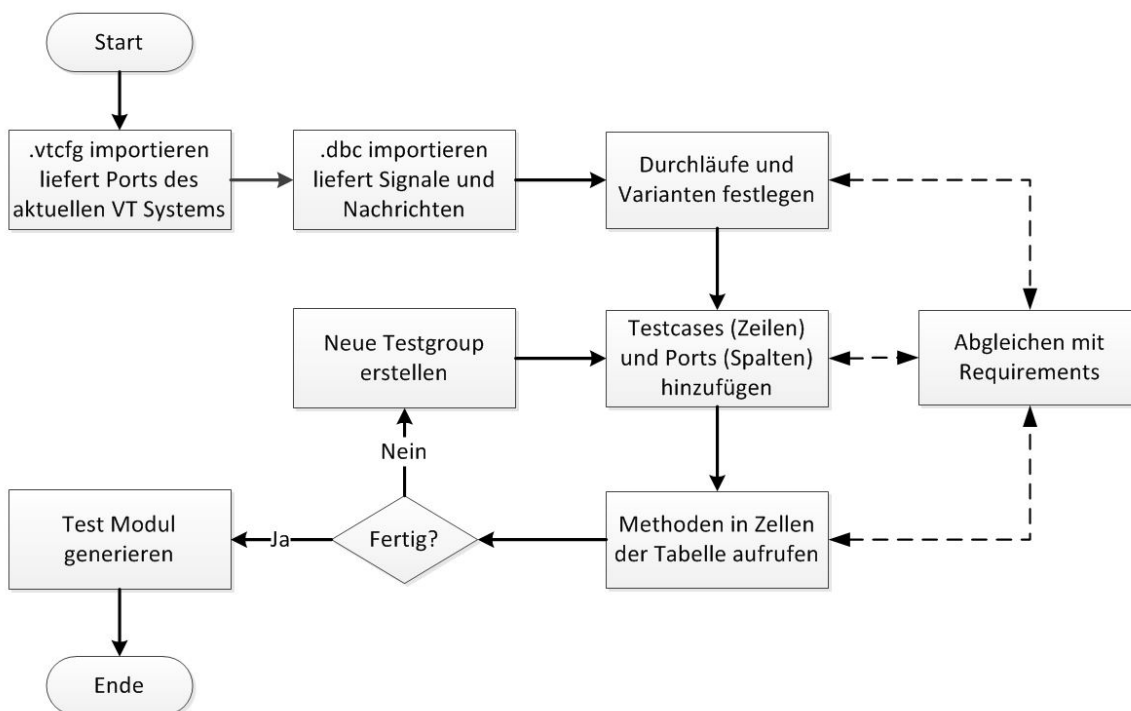 Start
.vtcfg importieren
liefert Ports des
aktuellen VT Systems
.dbc importieren
liefert Signale und
Nachrichten
Durchläufe und
Varianten festlegen
Neue Testgroup
erstellen
Testcases (Zeilen)
und Ports (Spalten)
hinzufügen
Abgleichen mit
Requirements
Nein
Test Modul
generieren
Ja
Fertig?
Methoden in Zellen
der Tabelle aufrufen
Ende